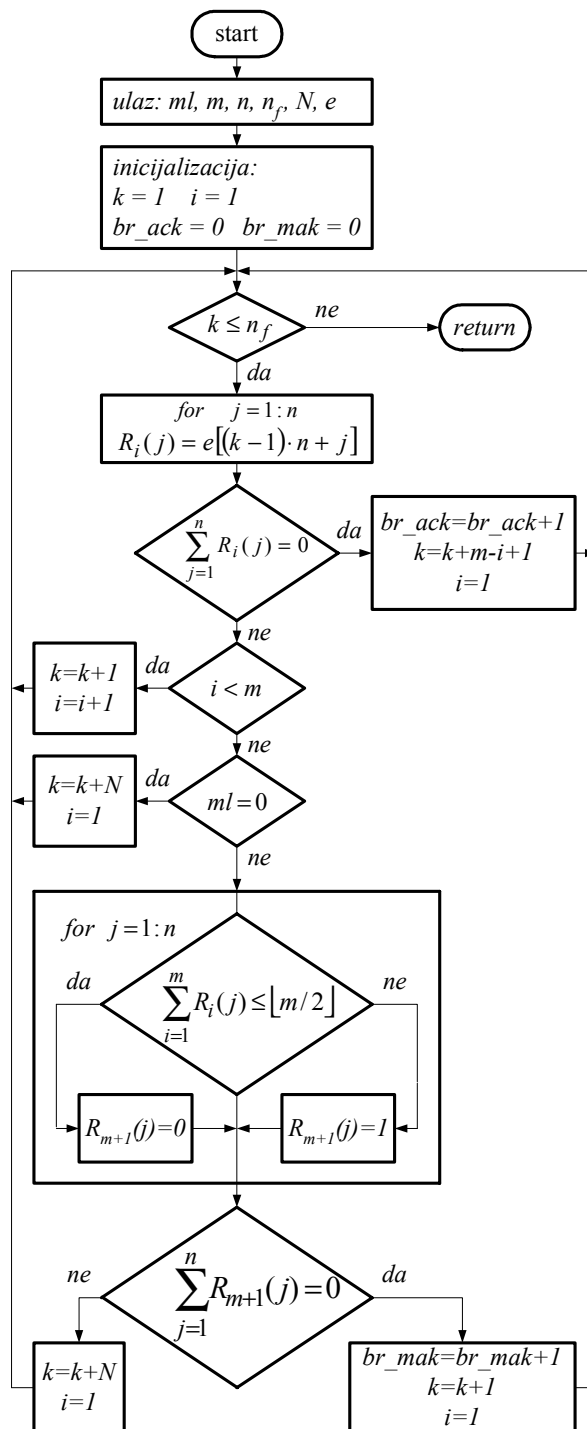 start
ulaz: ml, m, n, n_f, N, e
inicijalizacija:
k = 1 i = 1
br_ack = 0 br_mak = 0
k ≤ n_f
ne
return
da
for j = 1 : n
R_i(j) = e[(k − 1) · n + j]
∑_{j=1}^{n} R_i(j) = 0
da
br_ack=br_ack+1
k=k+m-i+1
i=1
ne
k=k+1
i=i+1
da
i < m
ne
k=k+N
i=1
da
ml = 0
ne
for j = 1 : n
da
∑_{i=1}^{m} R_i(j) ≤ ⌊m / 2⌋
ne
R_{m+1}(j)=0
R_{m+1}(j)=1
ne
∑_{j=1}^{n} R_{m+1}(j) = 0
da
k=k+N
i=1
br_mak=br_mak+1
k=k+1
i=1